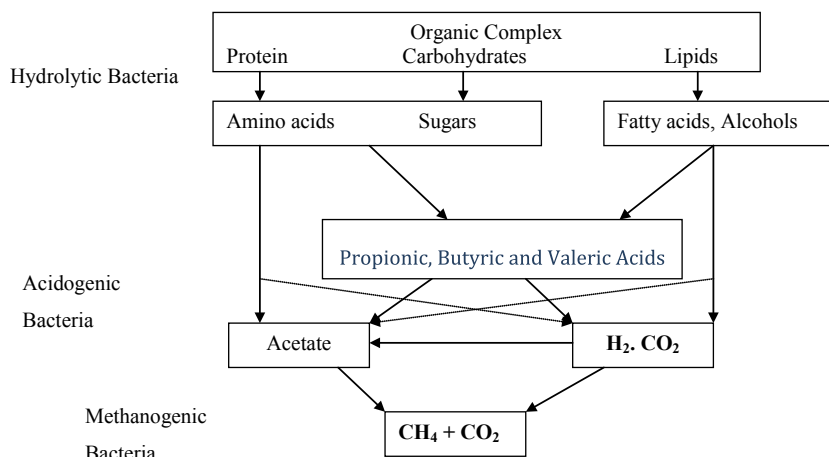 Organic Complex
Protein Carbohydrates Lipids
Hydrolytic Bacteria
Amino acids Sugars Fatty acids, Alcohols
Propionic, Butyric and Valeric Acids
Acidogenic
Bacteria
Acetate H₂. CO₂
Methanogenic
Bacteria
CH₄ + CO₂